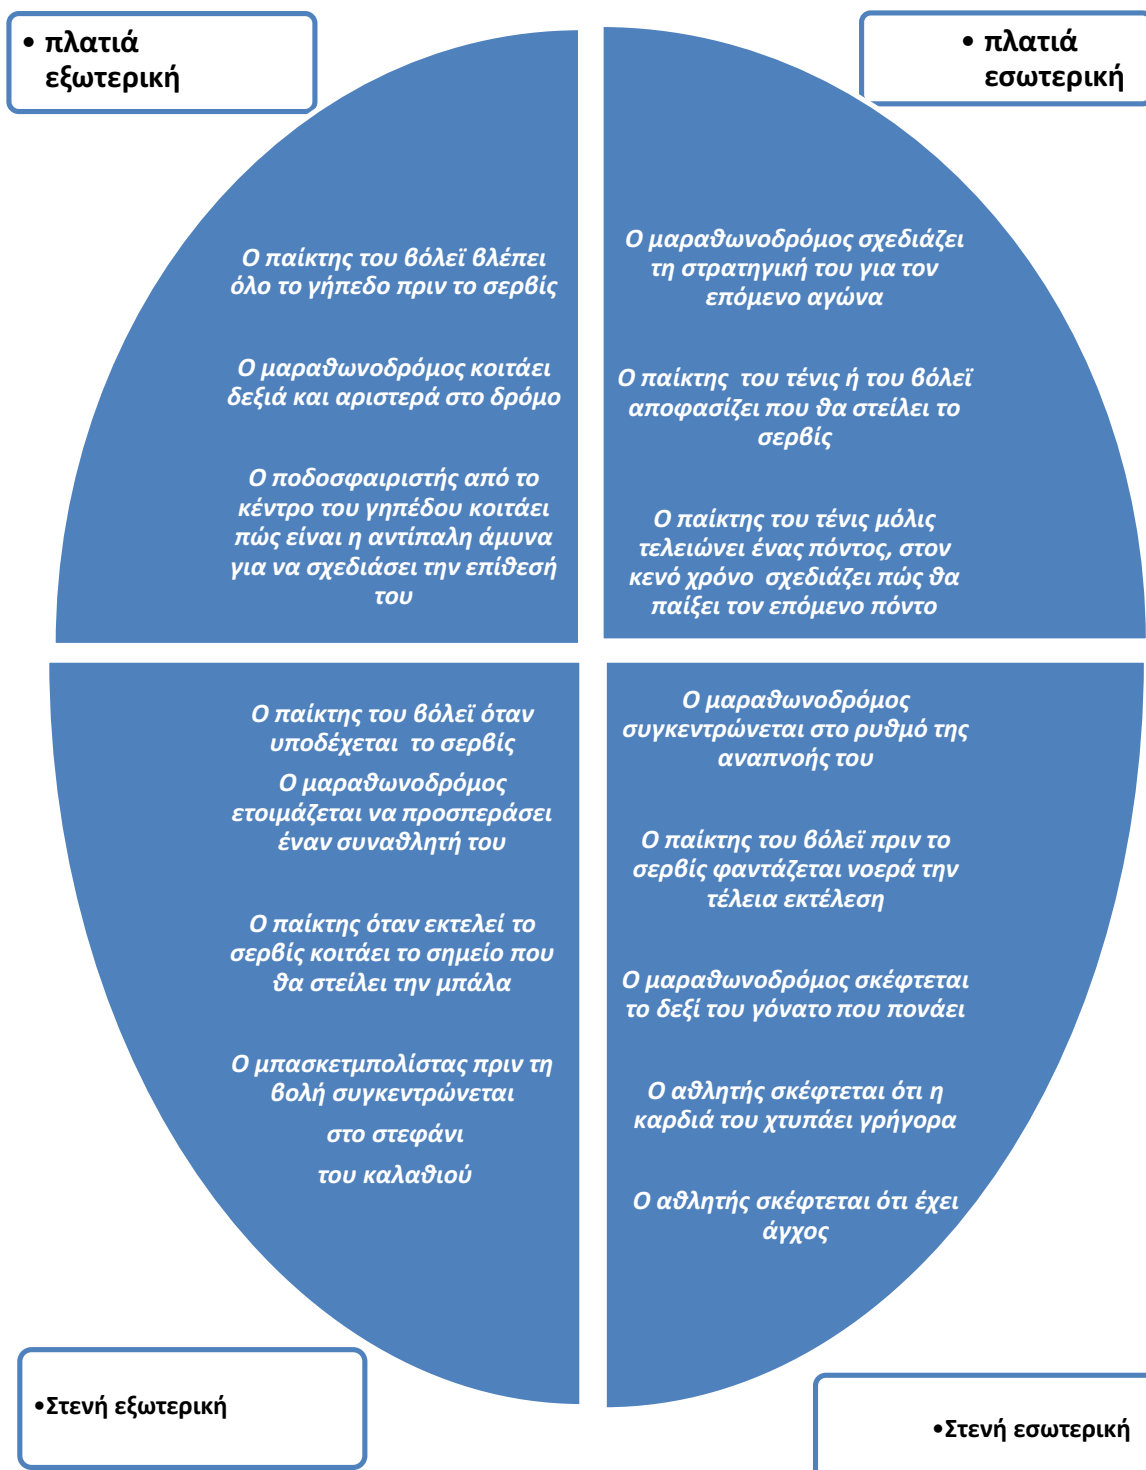 • πλατιά
εξωτερική
• πλατιά
εσωτερική
Ο παίκτης του βόλεϊ βλέπει
όλο το γήπεδο πριν το σερβίς
Ο μαραθωνοδρόμος κοιτάει
δεξιά και αριστερά στο δρόμο
Ο ποδοσφαιριστής από το
κέντρο του γηπέδου κοιτάει
πώς είναι η αντίπαλη άμυνα
για να σχεδιάσει την επίθεσή
του
Ο μαραθωνοδρόμος σχεδιάζει
τη στρατηγική του για τον
επόμενο αγώνα
Ο παίκτης του τένις ή του βόλεϊ
αποφασίζει που θα στείλει το
σερβίς
Ο παίκτης του τένις μόλις
τελειώνει ένας πόντος, στον
κενό χρόνο σχεδιάζει πώς θα
παίξει τον επόμενο πόντο
Ο παίκτης του βόλεϊ όταν
υποδέχεται το σερβίς
Ο μαραθωνοδρόμος
ετοιμάζεται να προσπεράσει
έναν συναθλητή του
Ο παίκτης όταν εκτελεί το
σερβίς κοιτάει το σημείο που
θα στείλει την μπάλα
Ο μπασκετμπολίστας πριν τη
βολή συγκεντρώνεται
στο στεφάνι
του καλαθιού
Ο μαραθωνοδρόμος
συγκεντρώνεται στο ρυθμό της
αναπνοής του
Ο παίκτης του βόλεϊ πριν το
σερβίς φαντάζεται νοερά την
τέλεια εκτέλεση
Ο μαραθωνοδρόμος σκέφτεται
το δεξί του γόνατο που πονάει
Ο αθλητής σκέφτεται ότι η
καρδιά του χτυπάει γρήγορα
Ο αθλητής σκέφτεται ότι έχει
άγχος
•Στενή εξωτερική
•Στενή εσωτερική